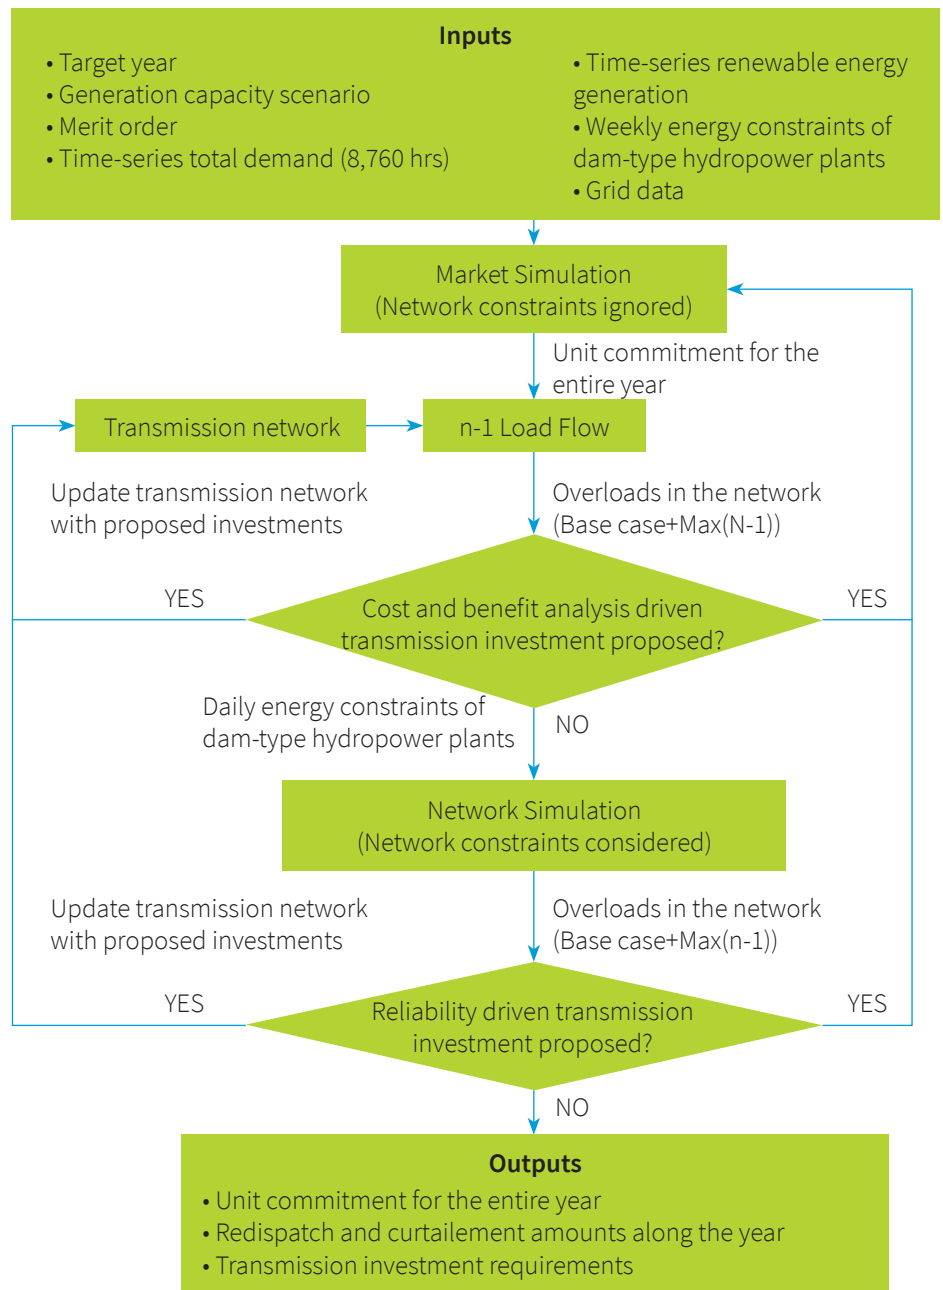 Inputs
• Target year
• Generation capacity scenario
• Merit order
• Time-series total demand (8,760 hrs)
• Time-series renewable energy
generation
• Weekly energy constraints of
dam-type hydropower plants
• Grid data
Market Simulation
(Network constraints ignored)
Unit commitment for the
entire year
Transmission network
n-1 Load Flow
Update transmission network
with proposed investments
Overloads in the network
(Base case+Max(N-1))
YES
Cost and benefit analysis driven
transmission investment proposed?
YES
Daily energy constraints of
dam-type hydropower plants
NO
Network Simulation
(Network constraints considered)
Update transmission network
with proposed investments
Overloads in the network
(Base case+Max(n-1))
YES
Reliability driven transmission
investment proposed?
YES
NO
Outputs
• Unit commitment for the entire year
• Redispatch and curtailement amounts along the year
• Transmission investment requirements